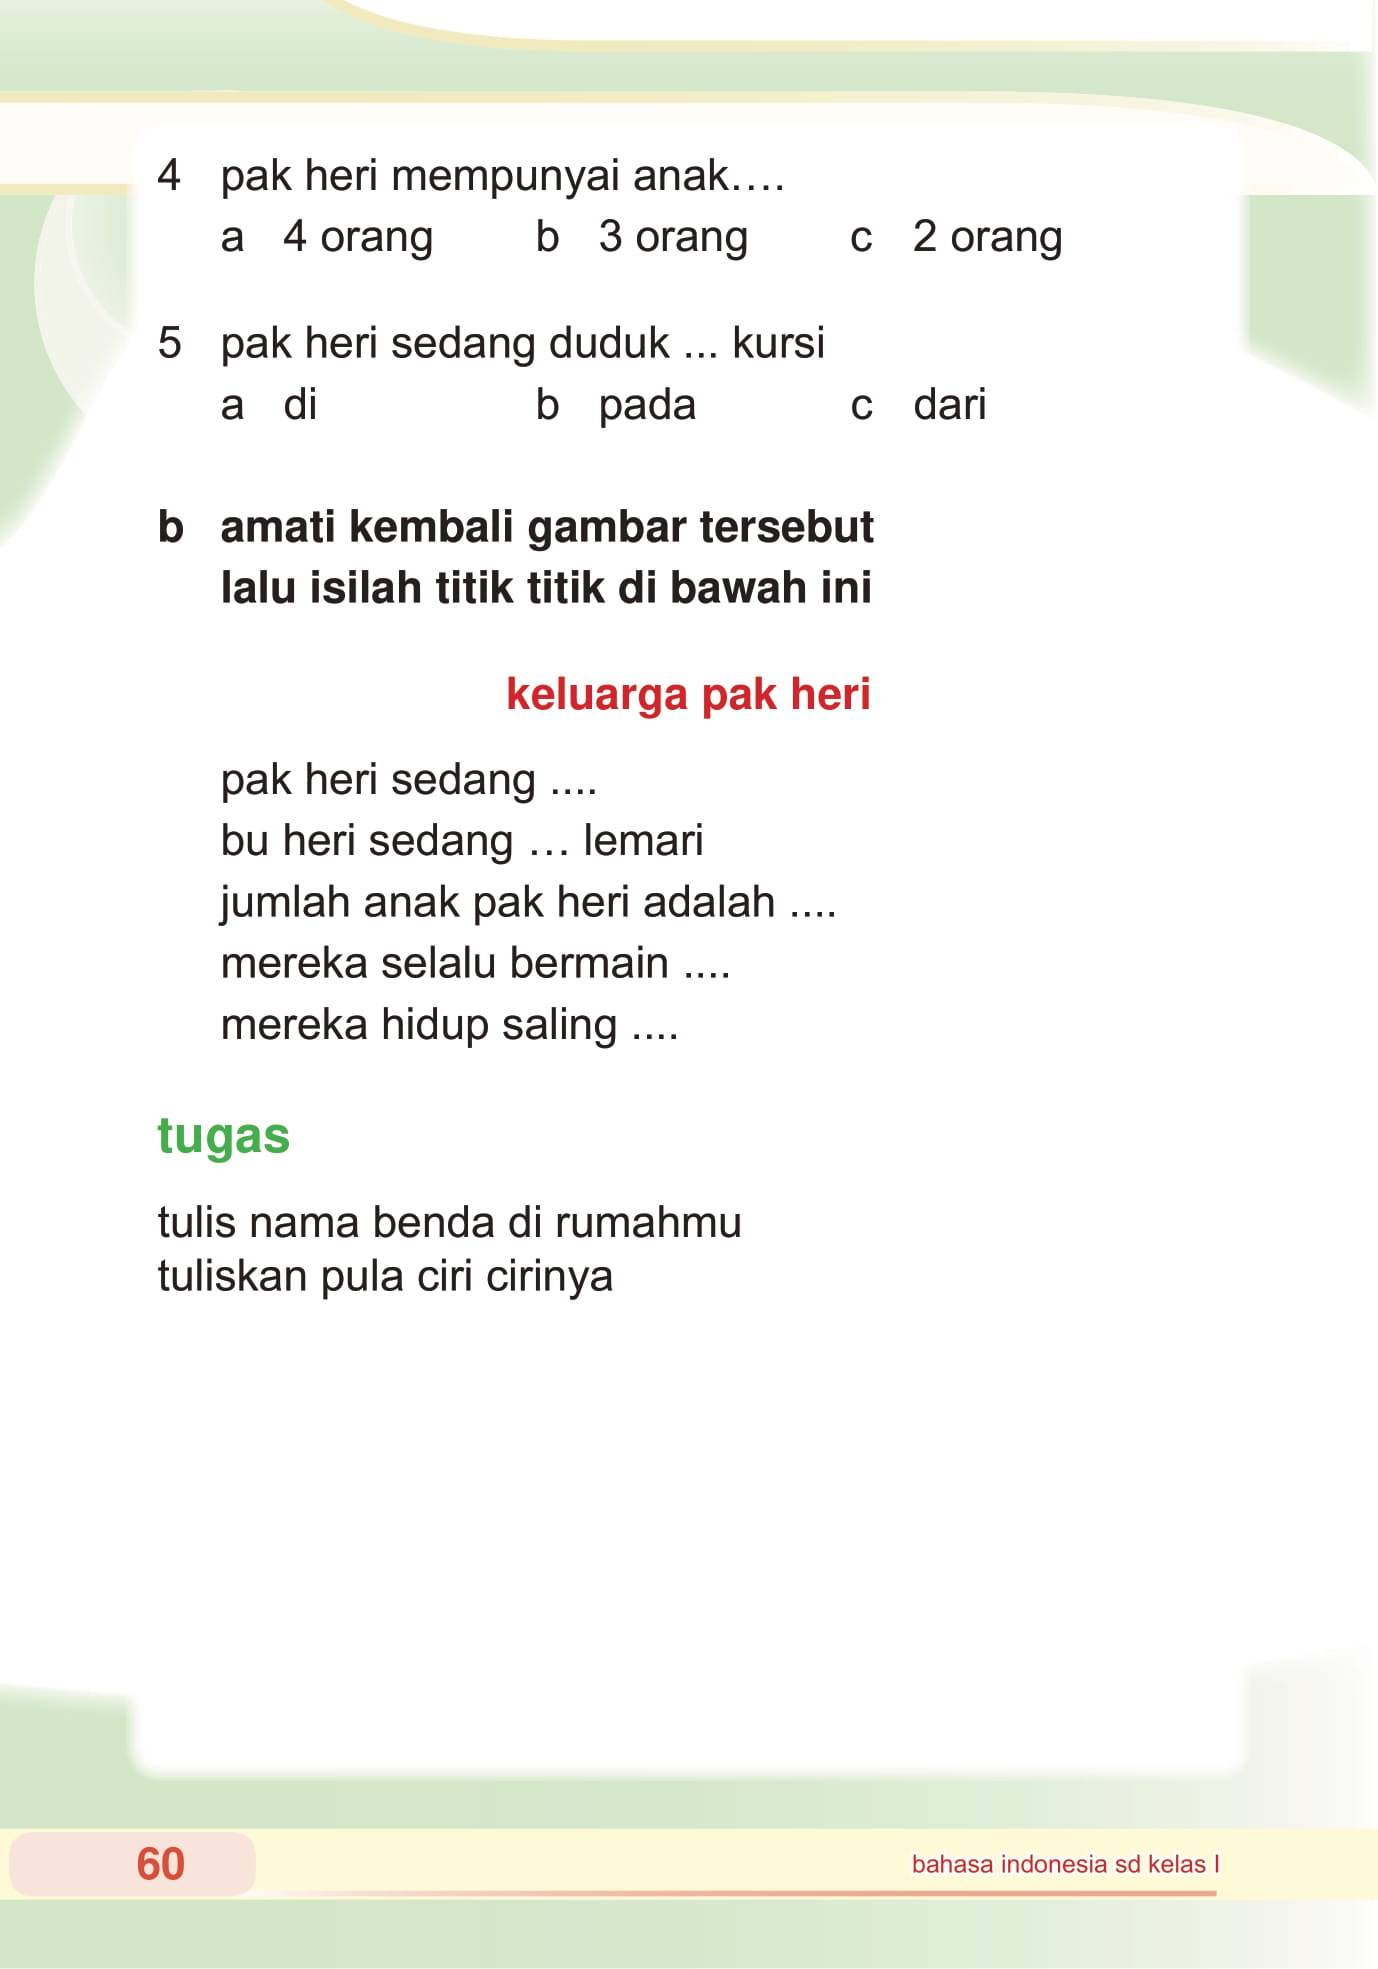 4 pak heri mempunyai anak....
a 4 orang b 3 orang c 2 orang
5 pak heri sedang duduk ... kursi
a di b pada c dari
b amati kembali gambar tersebut
lalu isilah titik titik di bawah ini
keluarga pak heri
pak heri sedang ....
bu heri sedang ... lemari
jumlah anak pak heri adalah ....
mereka selalu bermain ....
mereka hidup saling ....
tugas
tulis nama benda di rumahmu
tuliskan pula ciri cirinya
60 bahasa indonesia sd kelas I